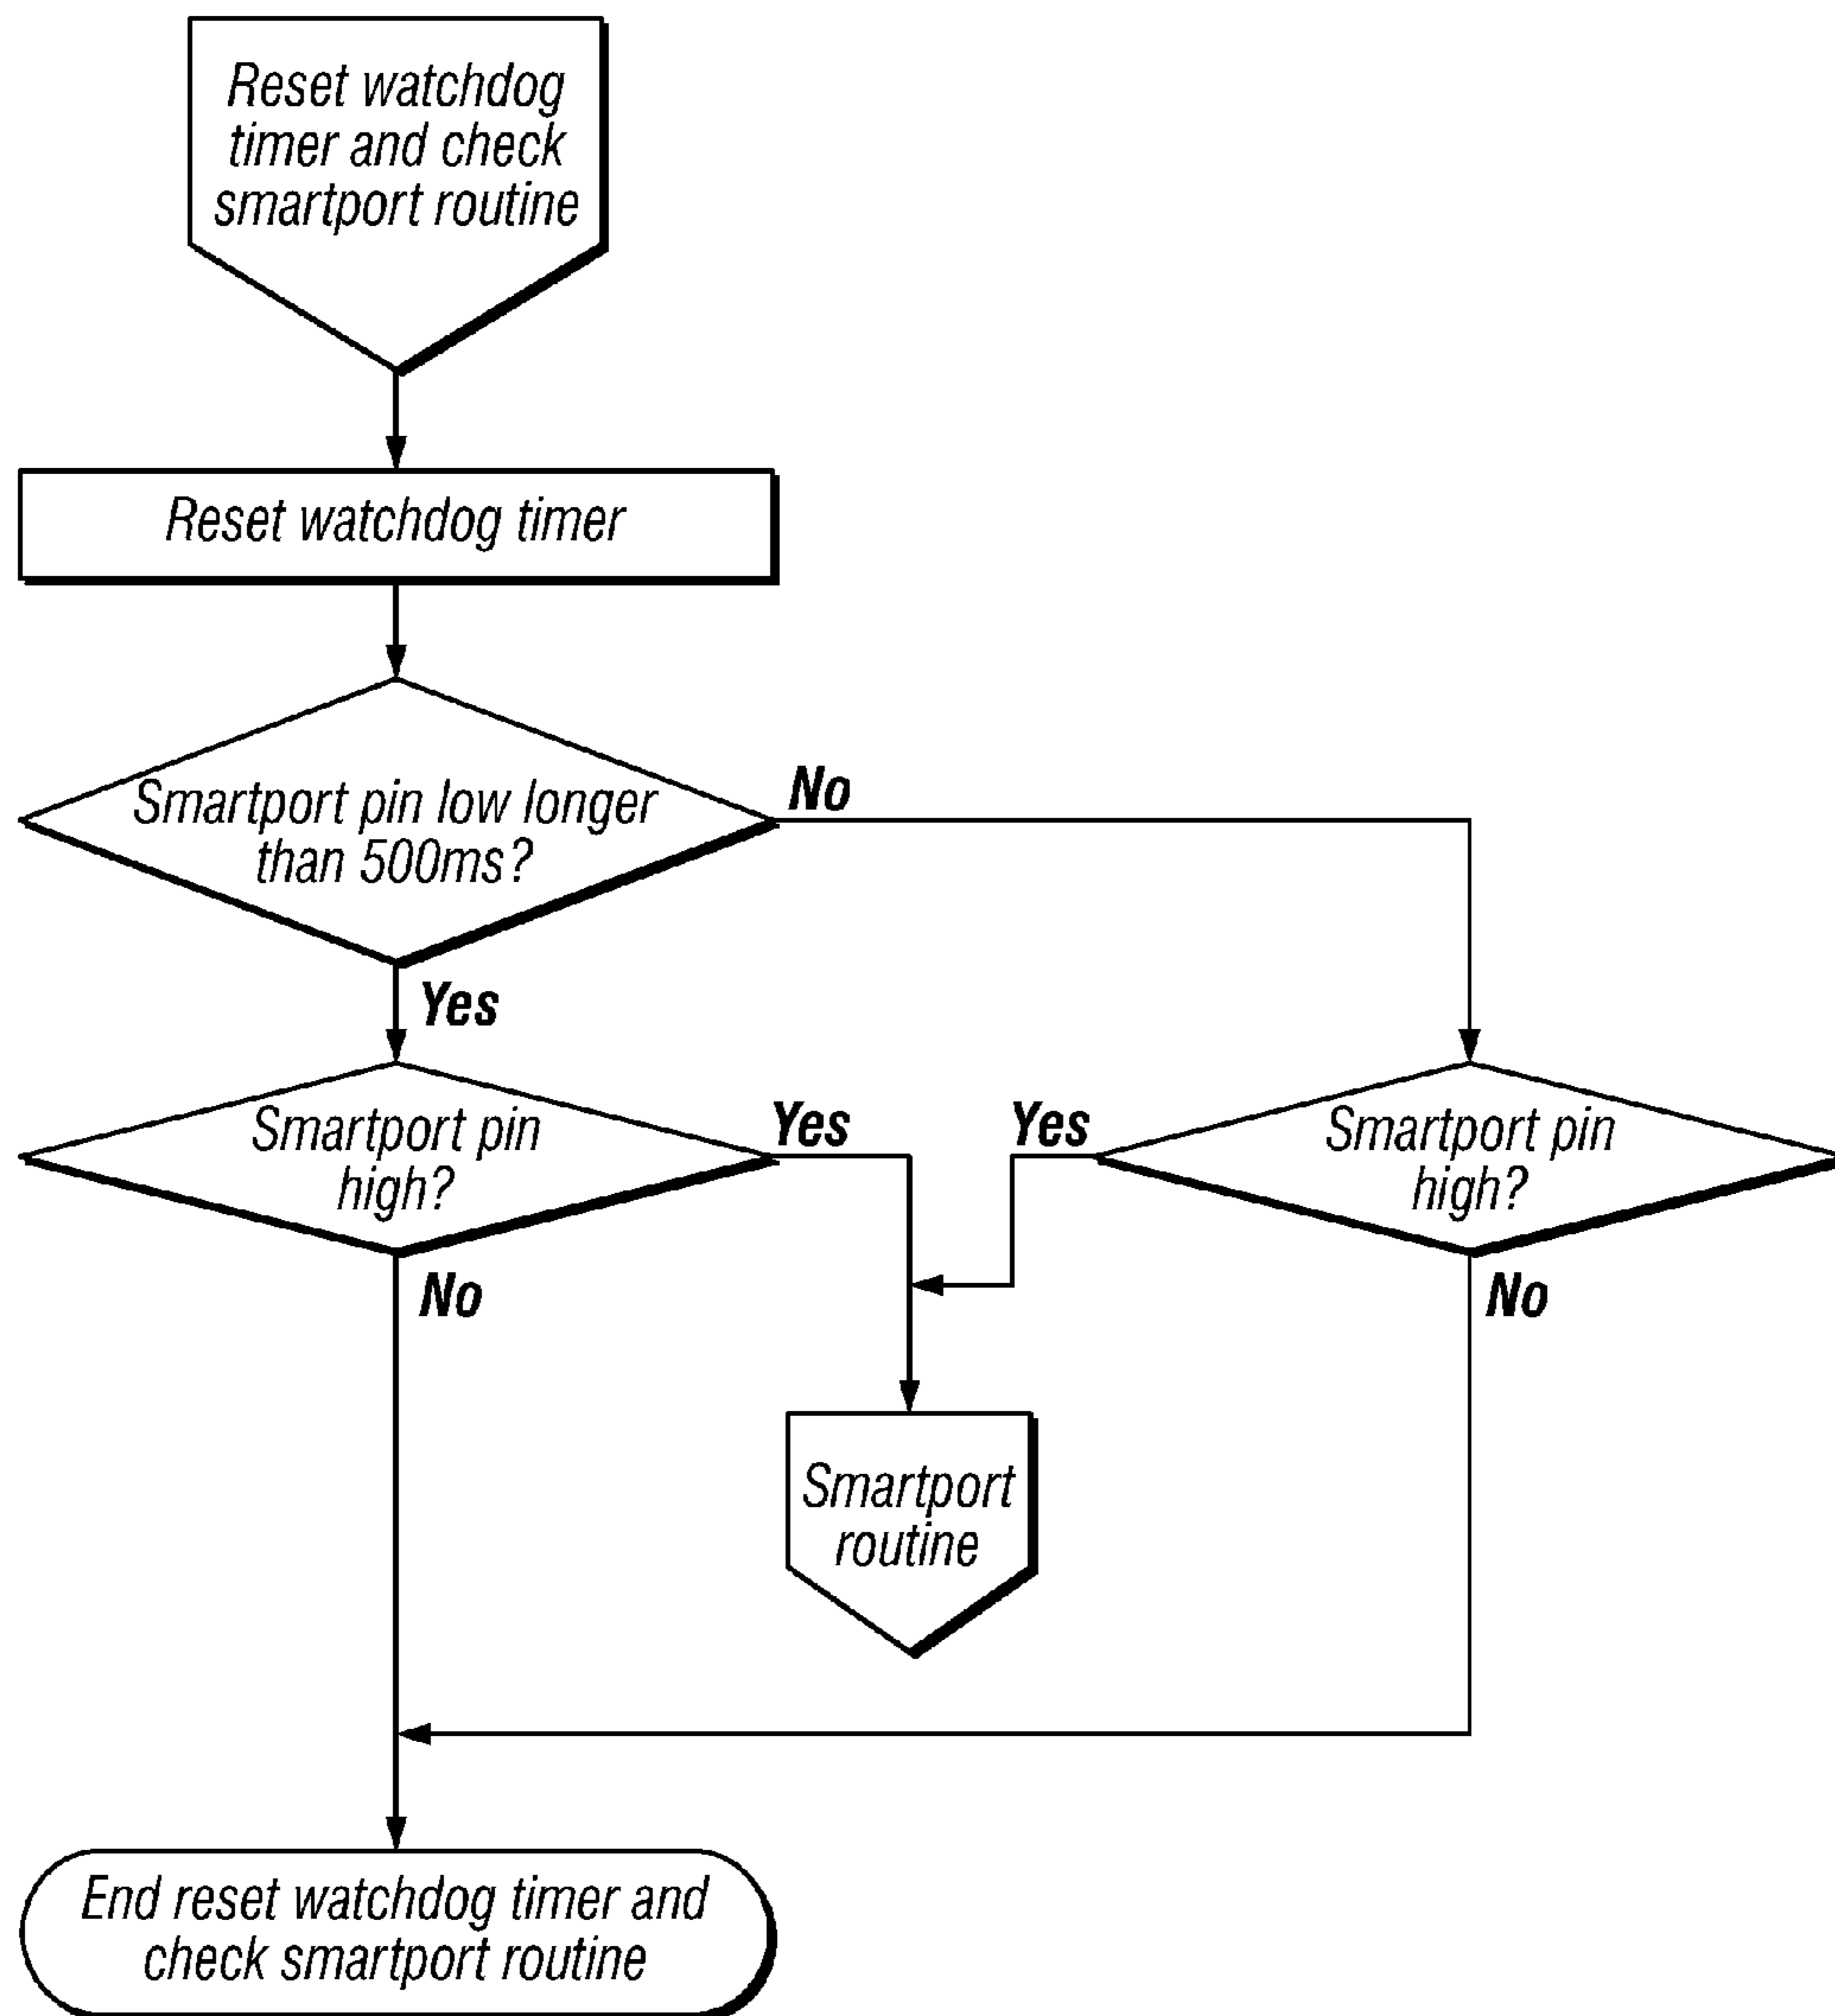 Reset watchdog
timer and check
smartport routine
Reset watchdog timer
Smartport pin low longer
than 500ms?
No
Yes
Smartport pin
high?
Yes
No
Yes
Smartport pin
high?
No
Smartport
routine
End reset watchdog timer and
check smartport routine